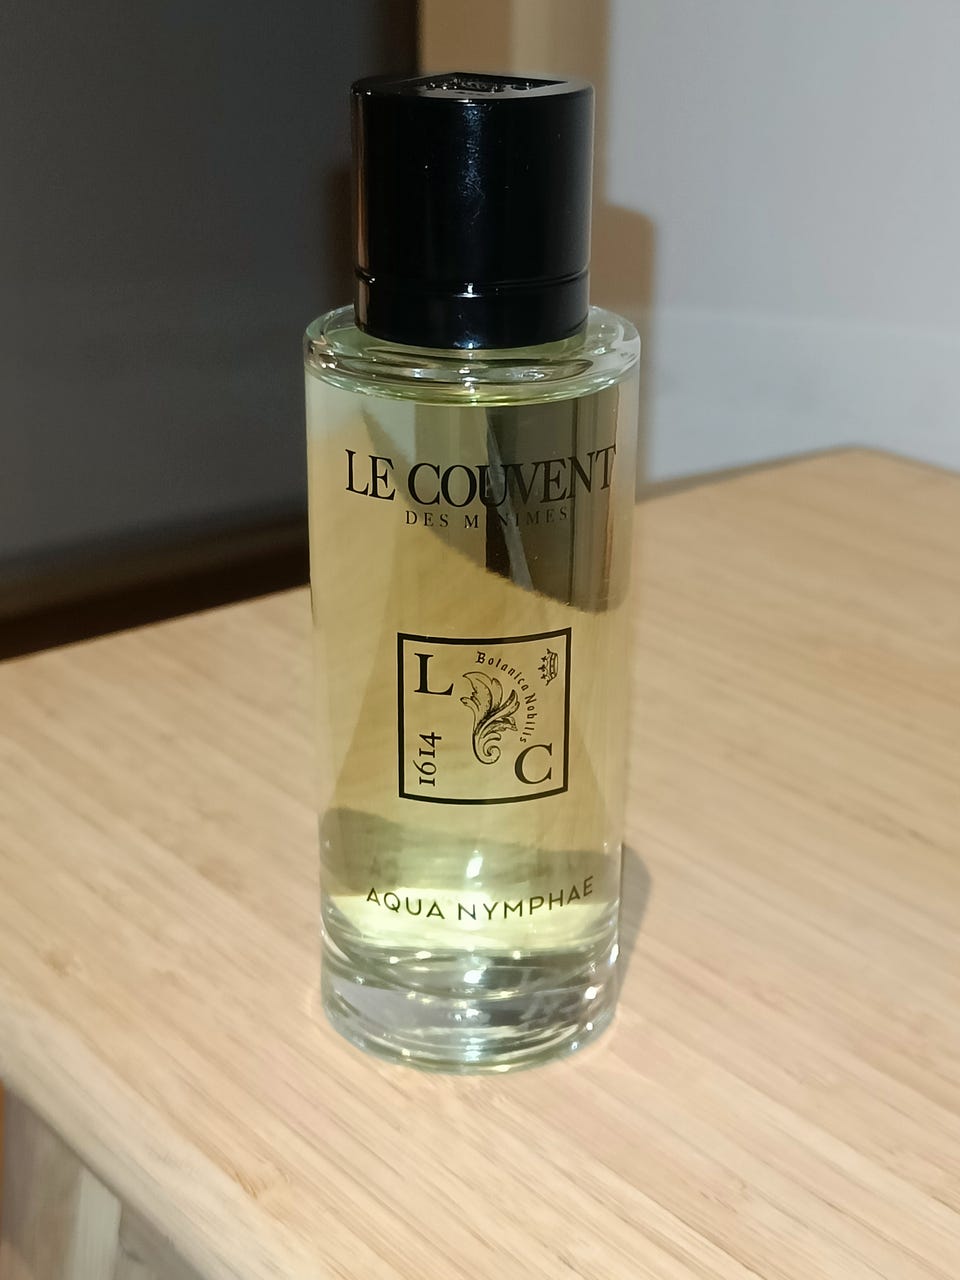 LE COUVENT
DES MINIMES
L
Botanica Nobilis
1614
C
AQUA NYMPHAE